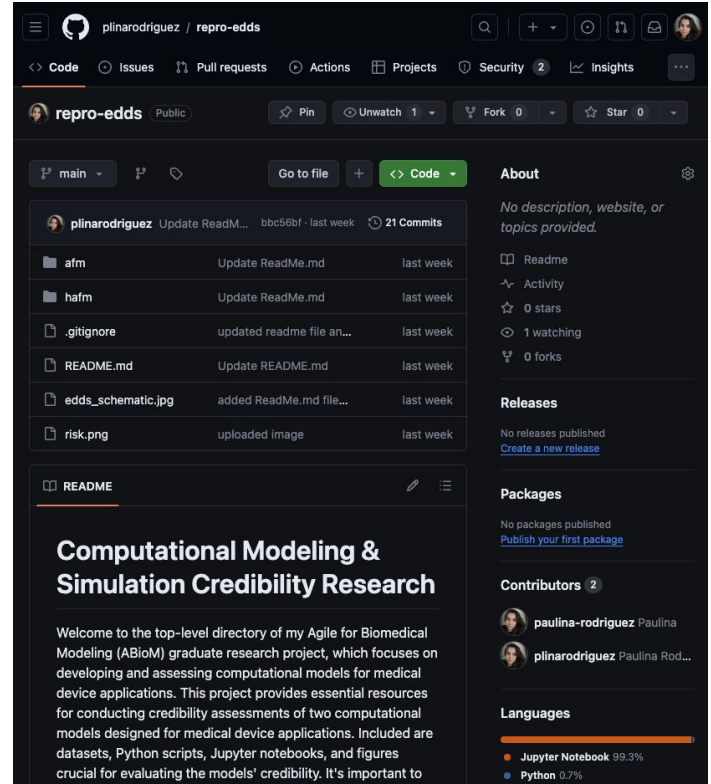 plinarodriguez / repro-edds
Code Issues Pull requests Actions Projects Security 2 Insights
repro-edds Public Pin Unwatch 1 Fork 0 Star 0
main Go to file + Code
plinarodriguez Update ReadM... bbc56bf · last week 21 Commits
afm Update ReadMe.md last week
hafm Update ReadMe.md last week
.gitignore updated readme file an... last week
README.md Update README.md last week
edds_schematic.jpg added ReadMe.md file... last week
risk.png uploaded image last week
README
Computational Modeling &
Simulation Credibility Research
Welcome to the top-level directory of my Agile for Biomedical
Modeling (ABioM) graduate research project, which focuses on
developing and assessing computational models for medical
device applications. This project provides essential resources
for conducting credibility assessments of two computational
models designed for medical device applications. Included are
datasets, Python scripts, Jupyter notebooks, and figures
crucial for evaluating the models' credibility. It's important to
About
No description, website, or
topics provided.
Readme
Activity
0 stars
1 watching
0 forks
Releases
No releases published
Create a new release
Packages
No packages published
Publish your first package
Contributors 2
paulina-rodriguez Paulina
plinarodriguez Paulina Rod...
Languages
Jupyter Notebook 99.3%
Python 0.7%